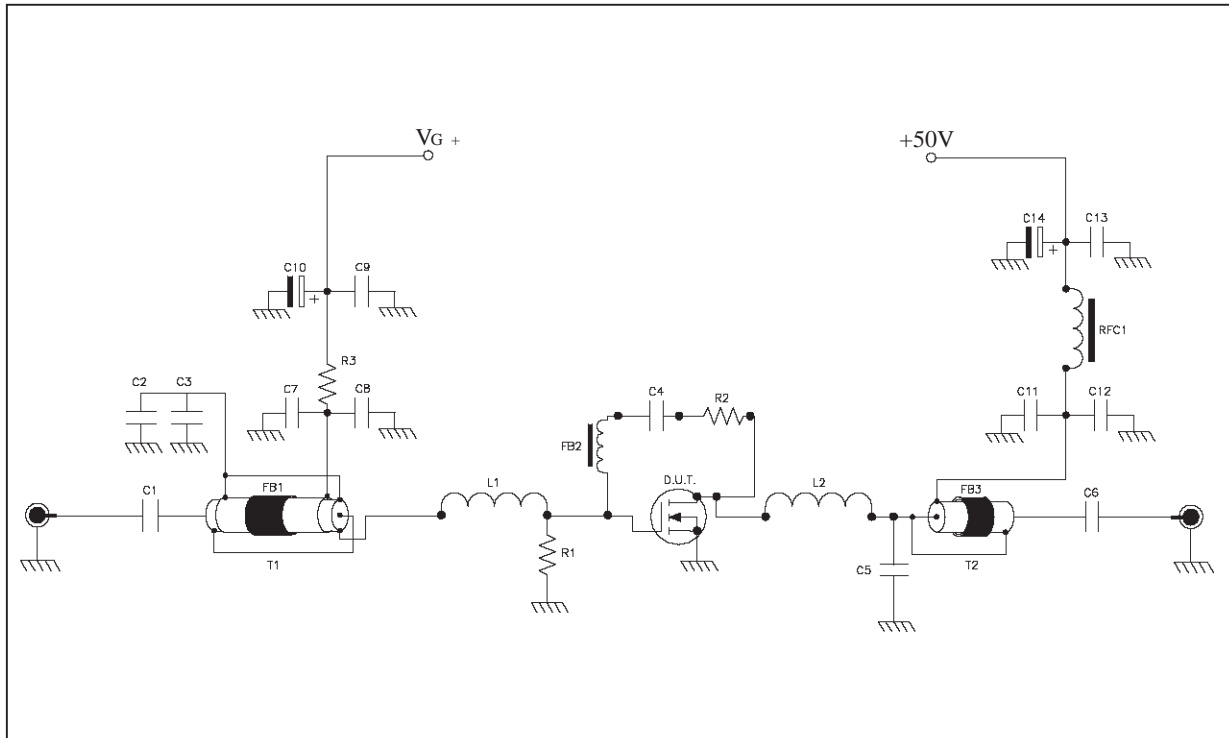 VG +
+50V
C14
C13
+
C10
C9
+
RFC1
R3
C2
C3
C7
C8
C4
R2
C11
C12
FB2
D.U.T.
FB1
L1
L2
FB3
C1
C6
R1
T1
C5
T2